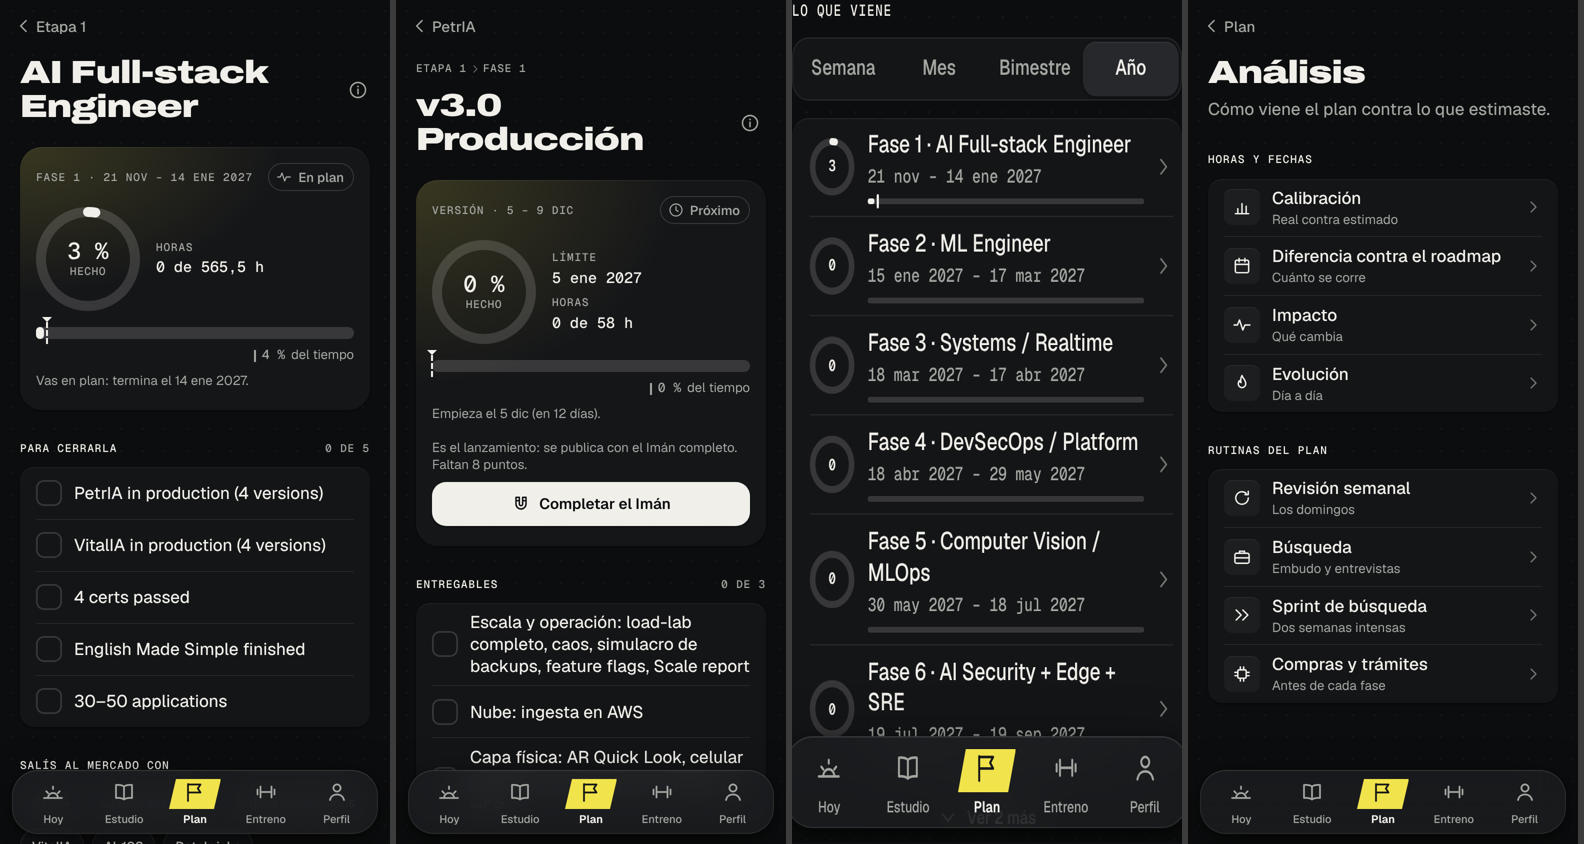 Etapa 1
AI Full-stack
Engineer
FASE 1 · 21 NOV – 14 ENE 2027
En plan
3 %
HECHO
HORAS
0 de 565,5 h
4 % del tiempo
Vas en plan: termina el 14 ene 2027.
PARA CERRARLA
0 DE 5
PetrIA in production (4 versions)
VitalIA in production (4 versions)
4 certs passed
English Made Simple finished
30–50 applications
SALÍS AL MERCADO CON
Hoy
Estudio
Plan
Entreno
Perfil
PetrIA
ETAPA 1 > FASE 1
v3.0
Producción
VERSIÓN · 5 – 9 DIC
Próximo
0 %
HECHO
LÍMITE
5 ene 2027
HORAS
0 de 58 h
0 % del tiempo
Empieza el 5 dic (en 12 días).
Es el lanzamiento: se publica con el Imán completo.
Faltan 8 puntos.
Completar el Imán
ENTREGABLES
0 DE 3
Escala y operación: load-lab
completo, caos, simulacro de
backups, feature flags, Scale report
Nube: ingesta en AWS
Capa física: AR Quick Look, celular
Hoy
Estudio
Plan
Entreno
Perfil
LO QUE VIENE
Semana
Mes
Bimestre
Año
3
Fase 1 · AI Full-stack Engineer
21 nov – 14 ene 2027
0
Fase 2 · ML Engineer
15 ene 2027 – 17 mar 2027
0
Fase 3 · Systems / Realtime
18 mar 2027 – 17 abr 2027
0
Fase 4 · DevSecOps / Platform
18 abr 2027 – 29 may 2027
0
Fase 5 · Computer Vision /
MLOps
30 may 2027 – 18 jul 2027
0
Fase 6 · AI Security + Edge +
SRE
19 jul 2027 – 19 sep 2027
Hoy
Estudio
Plan
Entreno
Perfil
Ver 2 más
Plan
Análisis
Cómo viene el plan contra lo que estimaste.
HORAS Y FECHAS
Calibración
Real contra estimado
Diferencia contra el roadmap
Cuánto se corre
Impacto
Qué cambia
Evolución
Día a día
RUTINAS DEL PLAN
Revisión semanal
Los domingos
Búsqueda
Embudo y entrevistas
Sprint de búsqueda
Dos semanas intensas
Compras y trámites
Antes de cada fase
Hoy
Estudio
Plan
Entreno
Perfil